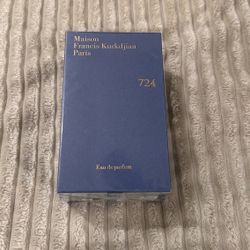 Maison
Francis Kurkdjian
Paris
724
Eau de parfum